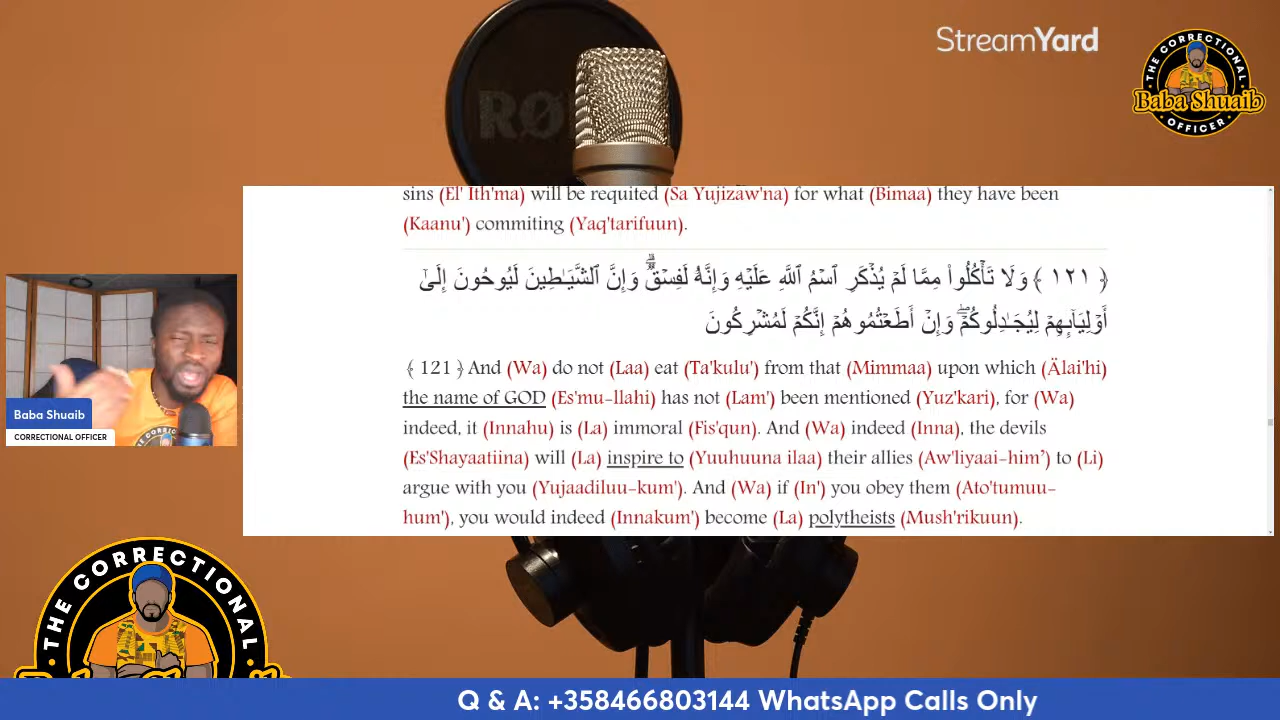 StreamYard
THE CORRECTIONAL
Baba Shuaib
OFFICER
RØ
sins (El' Ith'ma) will be requited (Sa Yujizāw'na) for what (Bimaa) they have been
(Kaanu') commiting (Yaq'tarifuun).
﴿ ١٢١ ﴾ وَلَا تَأْكُلُوا۟ مِمَّا لَمْ يُذْكَرِ ٱسْمُ ٱللَّهِ عَلَيْهِ وَإِنَّهُۥ لَفِسْقٌۭ ۗ وَإِنَّ ٱلشَّيَـٰطِينَ لَيُوحُونَ إِلَىٰٓ
أَوْلِيَآئِهِمْ لِيُجَـٰدِلُوكُمْ ۖ وَإِنْ أَطَعْتُمُوهُمْ إِنَّكُمْ لَمُشْرِكُونَ
﴾ 121 ﴿ And (Wa) do not (Laa) eat (Ta'kulu') from that (Mimmaa) upon which (Älai'hi)
the name of GOD (Es'mu-llahi) has not (Lam') been mentioned (Yuz'kari), for (Wa)
indeed, it (Innahu) is (La) immoral (Fis'qun). And (Wa) indeed (Inna), the devils
(Es'Shayaatiina) will (La) inspire to (Yuuhuuna ilaa) their allies (Aw'liyaai-him’) to (Li)
argue with you (Yujaadiluu-kum'). And (Wa) if (In') you obey them (Ato'tumuu-
hum'), you would indeed (Innakum') become (La) polytheists (Mush'rikuun).
Baba Shuaib
CORRECTIONAL OFFICER
THE CORRECTIONAL
Q & A: +358466803144 WhatsApp Calls Only